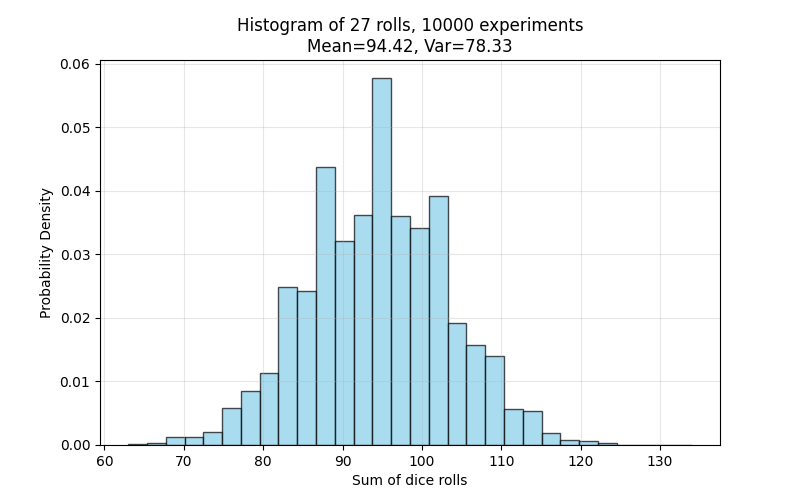 Histogram of 27 rolls, 10000 experiments
Mean=94.42, Var=78.33
0.06
0.05
0.04
0.03
0.02
0.01
0.00
Probability Density
60 70 80 90 100 110 120 130
Sum of dice rolls